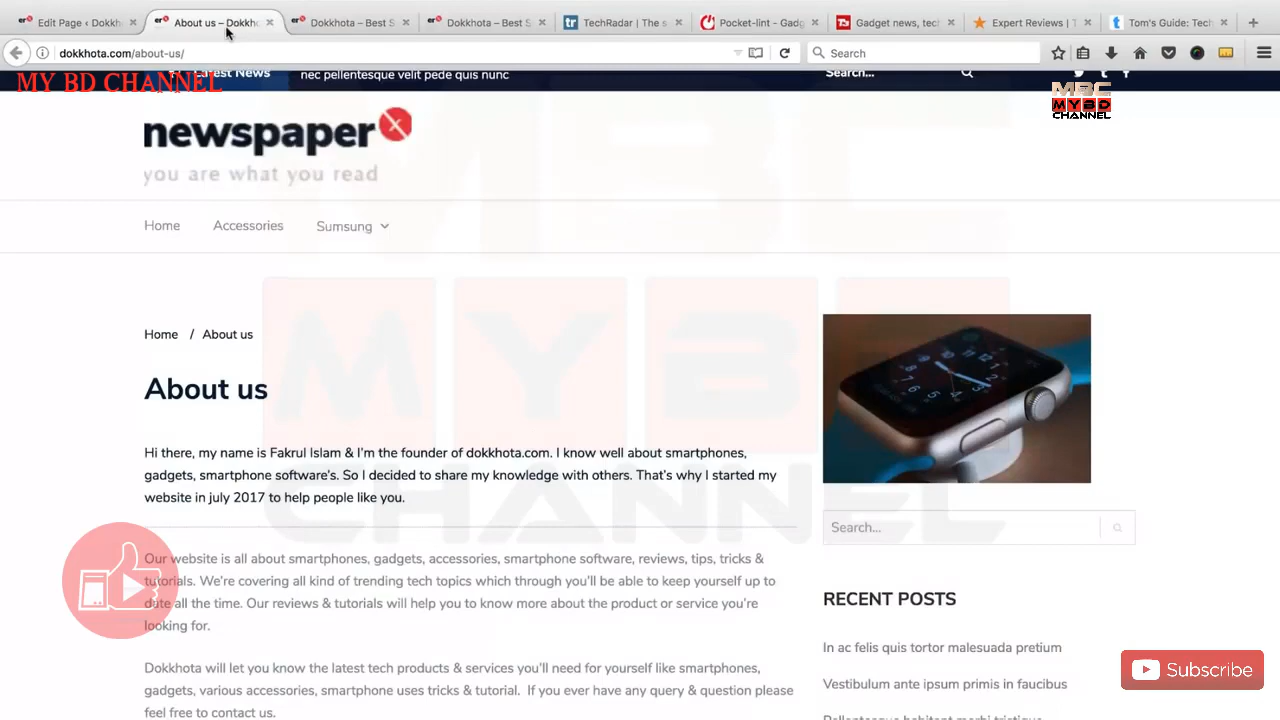 Edit Page ‹ Dokkh
About us – Dokkho
Dokkhota – Best S
Dokkhota – Best S
TechRadar | The s
Pocket-lint - Gadg
Gadget news, tech
Expert Reviews | T
Tom's Guide: Tech
dokkhota.com/about-us/
Search
Latest News
nec pellentesque velit pede quis nunc
Search...
MY BD CHANNEL
MBC
MYBD
CHANNEL
newspaper X
you are what you read
Home Accessories Sumsung
MBC
MYBD
CHANNEL
Home / About us
About us
Hi there, my name is Fakrul Islam & I'm the founder of dokkhota.com. I know well about smartphones,
gadgets, smartphone software's. So I decided to share my knowledge with others. That's why I started my
website in july 2017 to help people like you.
Our website is all about smartphones, gadgets, accessories, smartphone software, reviews, tips, tricks &
tutorials. We're covering all kind of trending tech topics which through you'll be able to keep yourself up to
date all the time. Our reviews & tutorials will help you to know more about the product or service you're
looking for.
Dokkhota will let you know the latest tech products & services you'll need for yourself like smartphones,
gadgets, various accessories, smartphone uses tricks & tutorial. If you ever have any query & question please
feel free to contact us.
Search...
RECENT POSTS
In ac felis quis tortor malesuada pretium
Vestibulum ante ipsum primis in faucibus
Subscribe